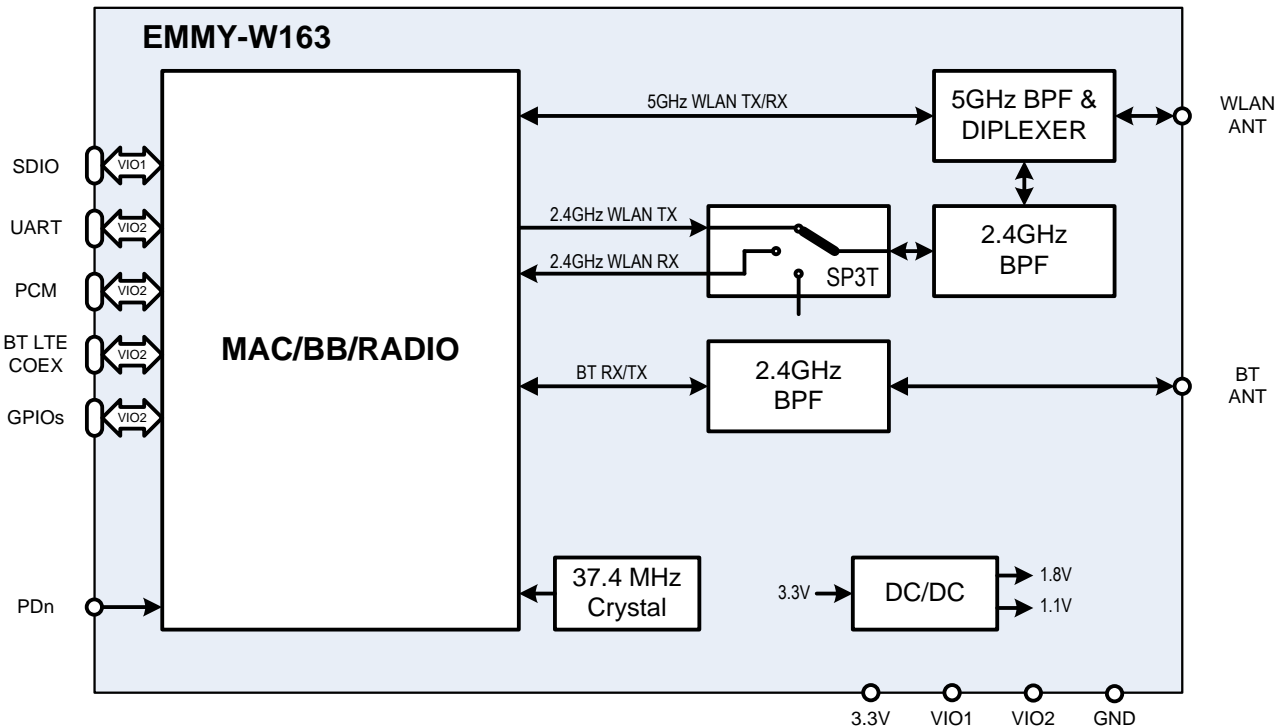 EMMY-W163
SDIO
VIO1
UART
VIO2
PCM
VIO2
BT LTE
COEX
VIO2
GPIOs
VIO2
PDn
MAC/BB/RADIO
5GHz WLAN TX/RX
5GHz BPF &
DIPLEXER
WLAN
ANT
2.4GHz WLAN TX
2.4GHz WLAN RX
SP3T
2.4GHz
BPF
BT RX/TX
2.4GHz
BPF
BT
ANT
37.4 MHz
Crystal
3.3V
DC/DC
1.8V
1.1V
3.3V
VIO1
VIO2
GND